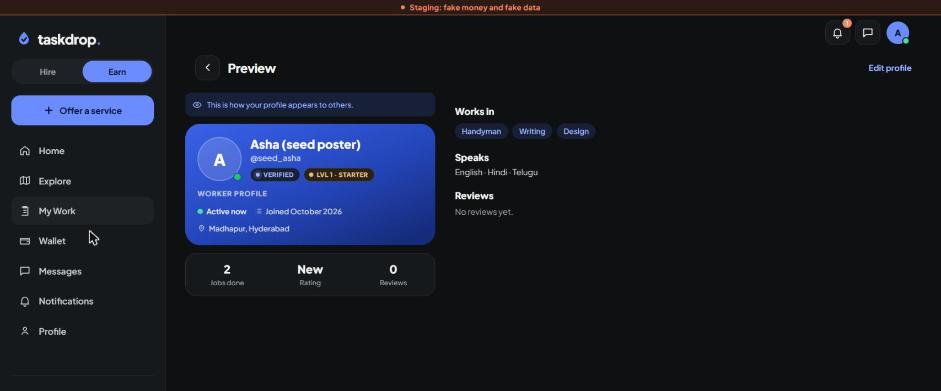 Staging: fake money and fake data
taskdrop.
Hire
Earn
+ Offer a service
Home
Explore
My Work
Wallet
Messages
Notifications
Profile
1
A
Preview
Edit profile
This is how your profile appears to others.
A
Asha (seed poster)
@seed_asha
VERIFIED
LVL 1 · STARTER
WORKER PROFILE
Active now
Joined October 2026
Madhapur, Hyderabad
2
Jobs done
New
Rating
0
Reviews
Works in
Handyman
Writing
Design
Speaks
English · Hindi · Telugu
Reviews
No reviews yet.